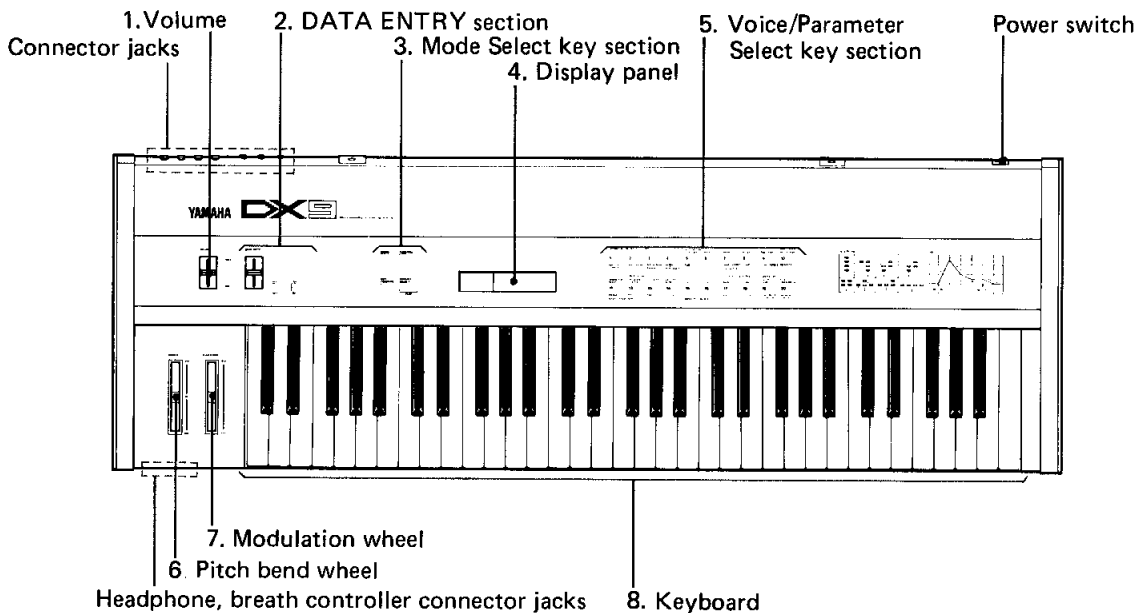 1.Volume
Connector jacks
2. DATA ENTRY section
3. Mode Select key section
4. Display panel
5. Voice/Parameter
Select key section
Power switch
YAMAHA DX9
7. Modulation wheel
6. Pitch bend wheel
Headphone, breath controller connector jacks
8. Keyboard